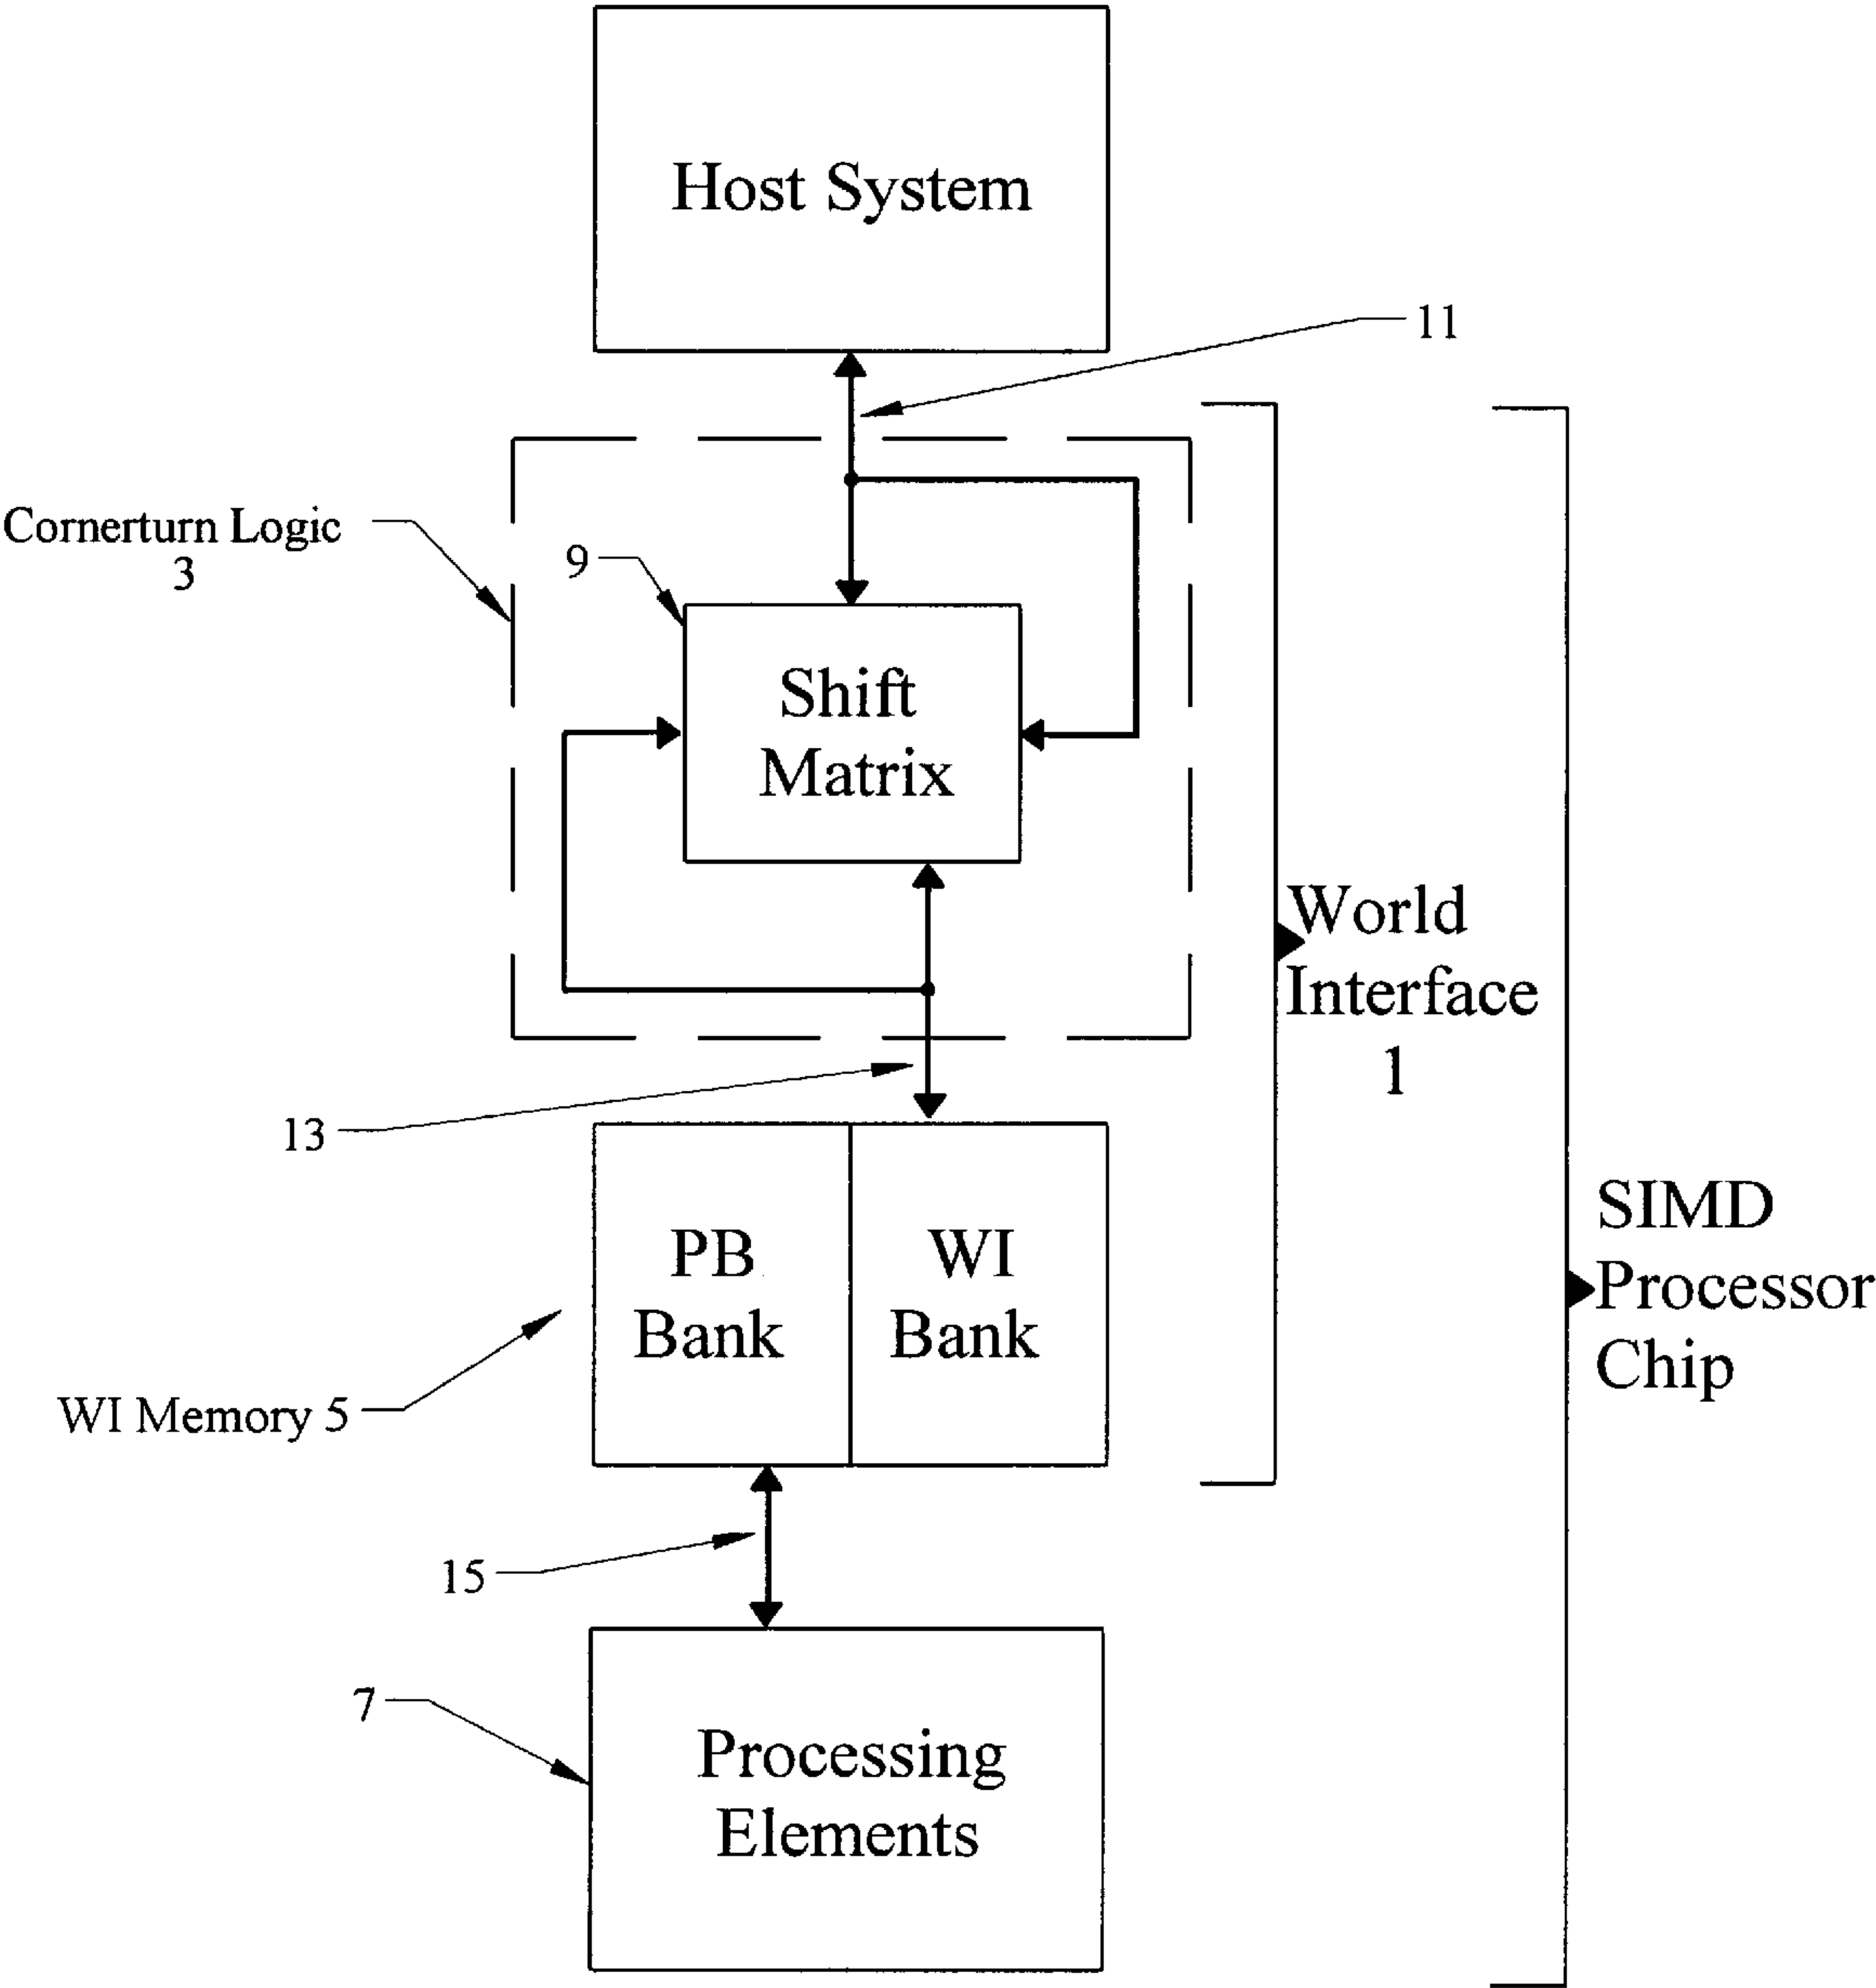 Host System
11
Cornerturn Logic
3
9
Shift
Matrix
World
Interface
1
13
PB
Bank
WI
Bank
SIMD
Processor
Chip
WI Memory 5
15
7
Processing
Elements